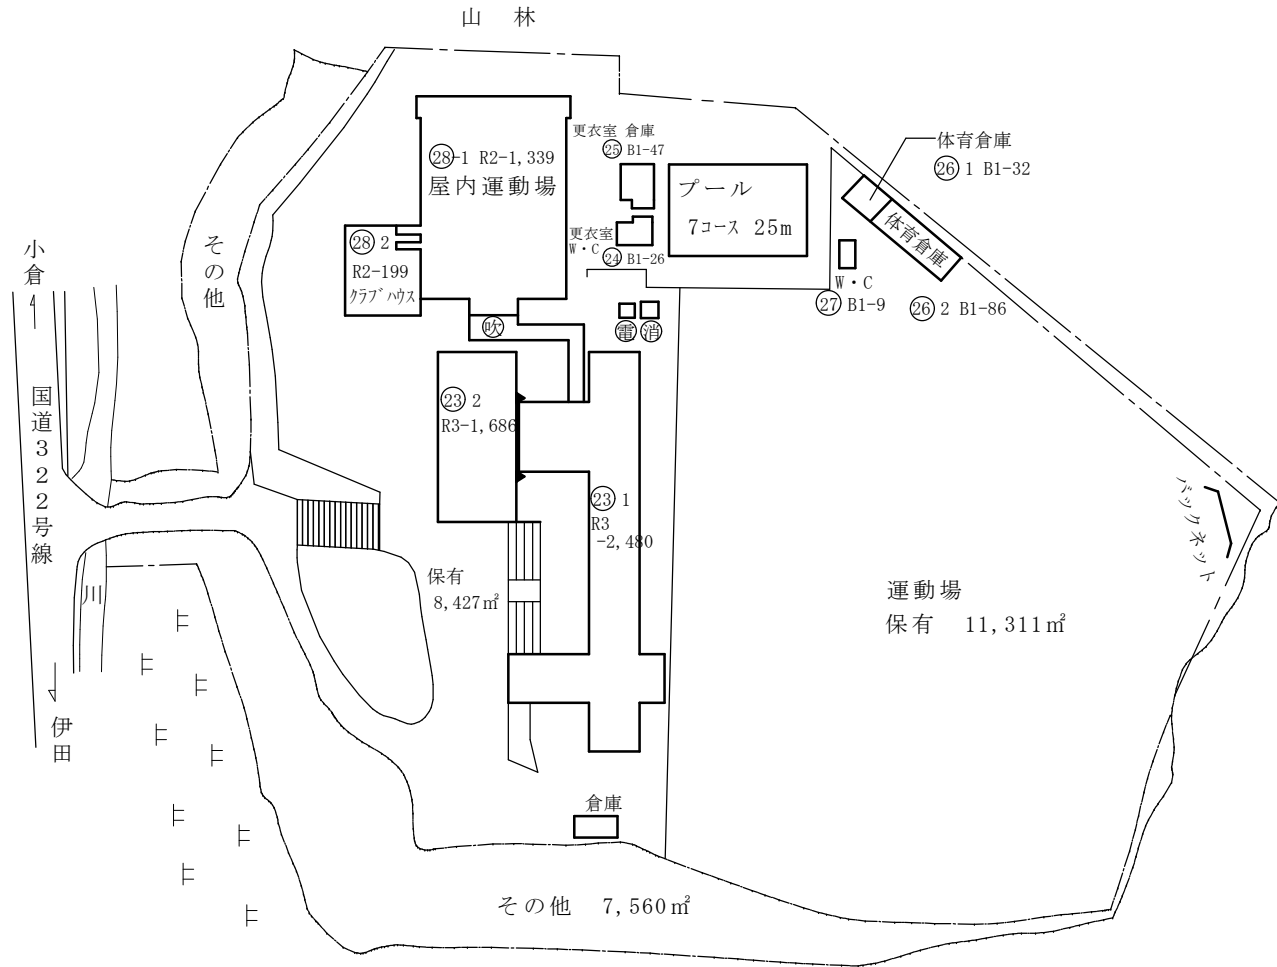 山 林
更衣室 倉庫
㉕ B1-47
体育倉庫
㉖ 1 B1-32
㉘-1 R2-1,339
屋内運動場
プール
7コース 25m
体育倉庫
更衣室
W・C
㉔ B1-26
㉘ 2
R2-199
クラブハウス
その他
小倉
W・C
㉗ B1-9
㉖ 2 B1-86
吹
電
消
国道322号線
㉓ 2
R3-1,686
㉓ 1
R3
-2,480
バックネット
保有
8,427㎡
運動場
保有 11,311㎡
川
伊田
倉庫
その他 7,560㎡